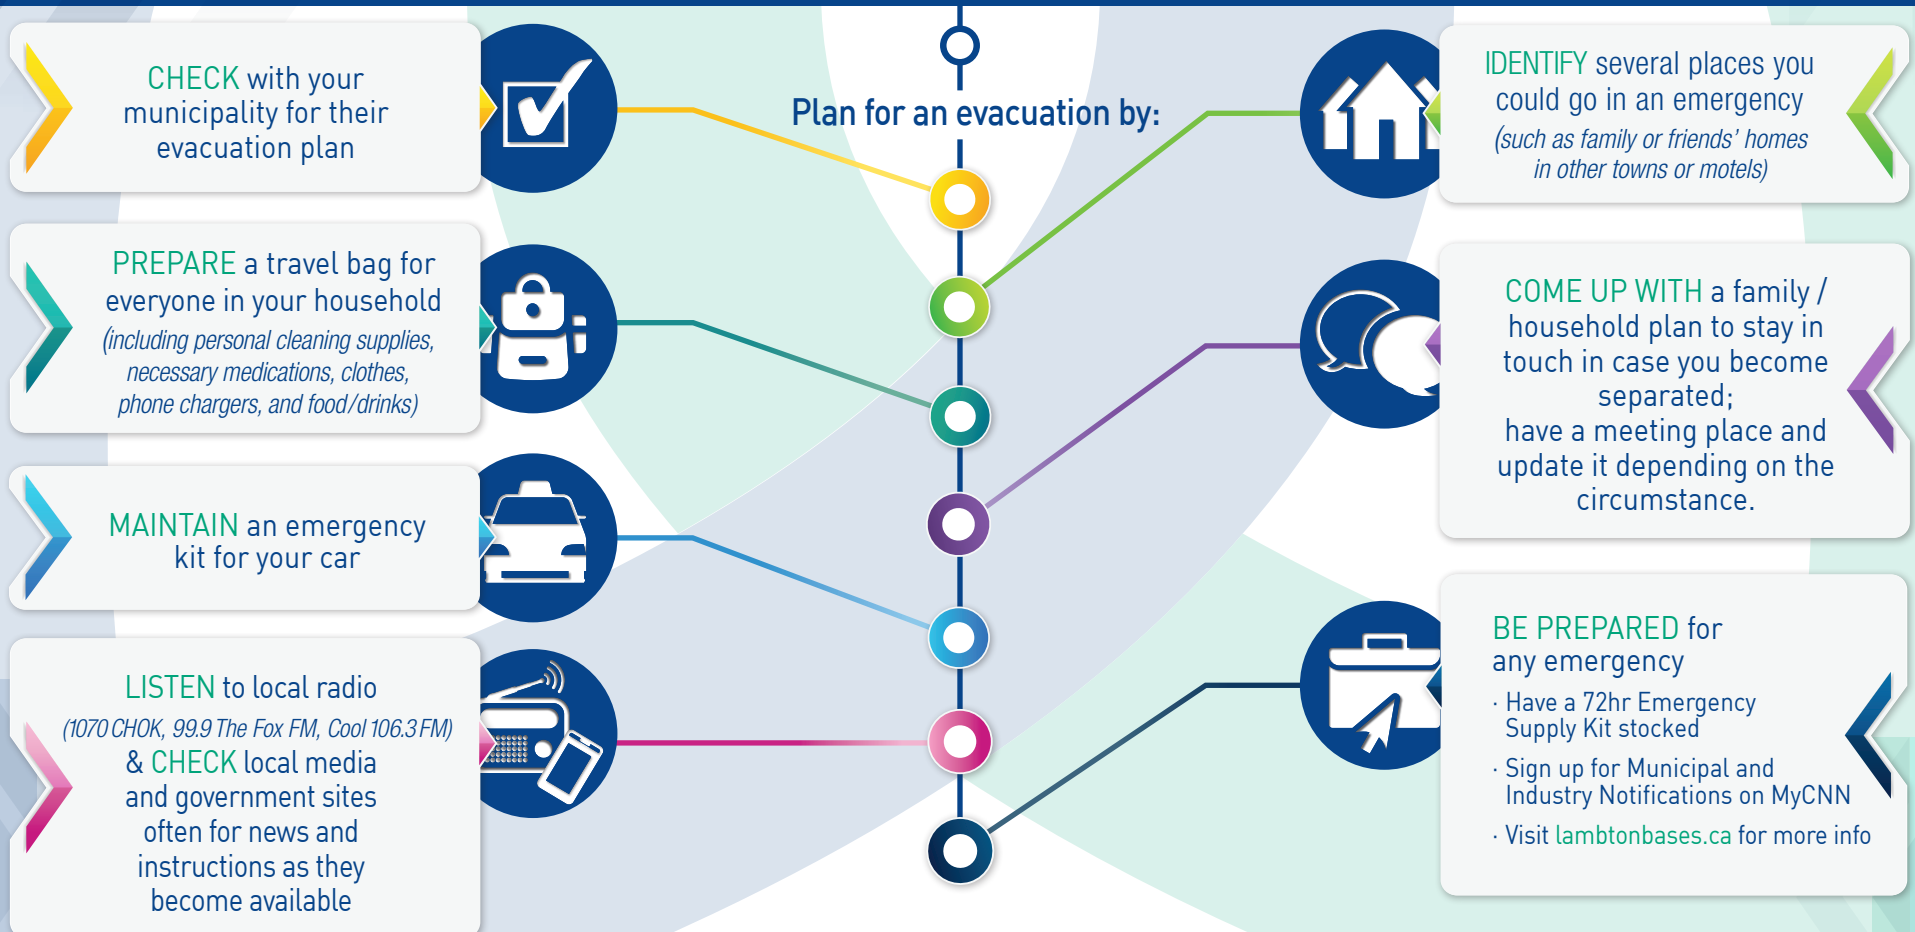 Plan for an evacuation by:
CHECK with your
municipality for their
evacuation plan
IDENTIFY several places you
could go in an emergency
(such as family or friends' homes
in other towns or motels)
PREPARE a travel bag for
everyone in your household
(including personal cleaning supplies,
necessary medications, clothes,
phone chargers, and food/drinks)
COME UP WITH a family /
household plan to stay in
touch in case you become
separated;
have a meeting place and
update it depending on the
circumstance.
MAINTAIN an emergency
kit for your car
LISTEN to local radio
(1070 CHOK, 99.9 The Fox FM, Cool 106.3 FM)
& CHECK local media
and government sites
often for news and
instructions as they
become available
BE PREPARED for
any emergency
· Have a 72hr Emergency
Supply Kit stocked
· Sign up for Municipal and
Industry Notifications on MyCNN
· Visit lambtonbases.ca for more info